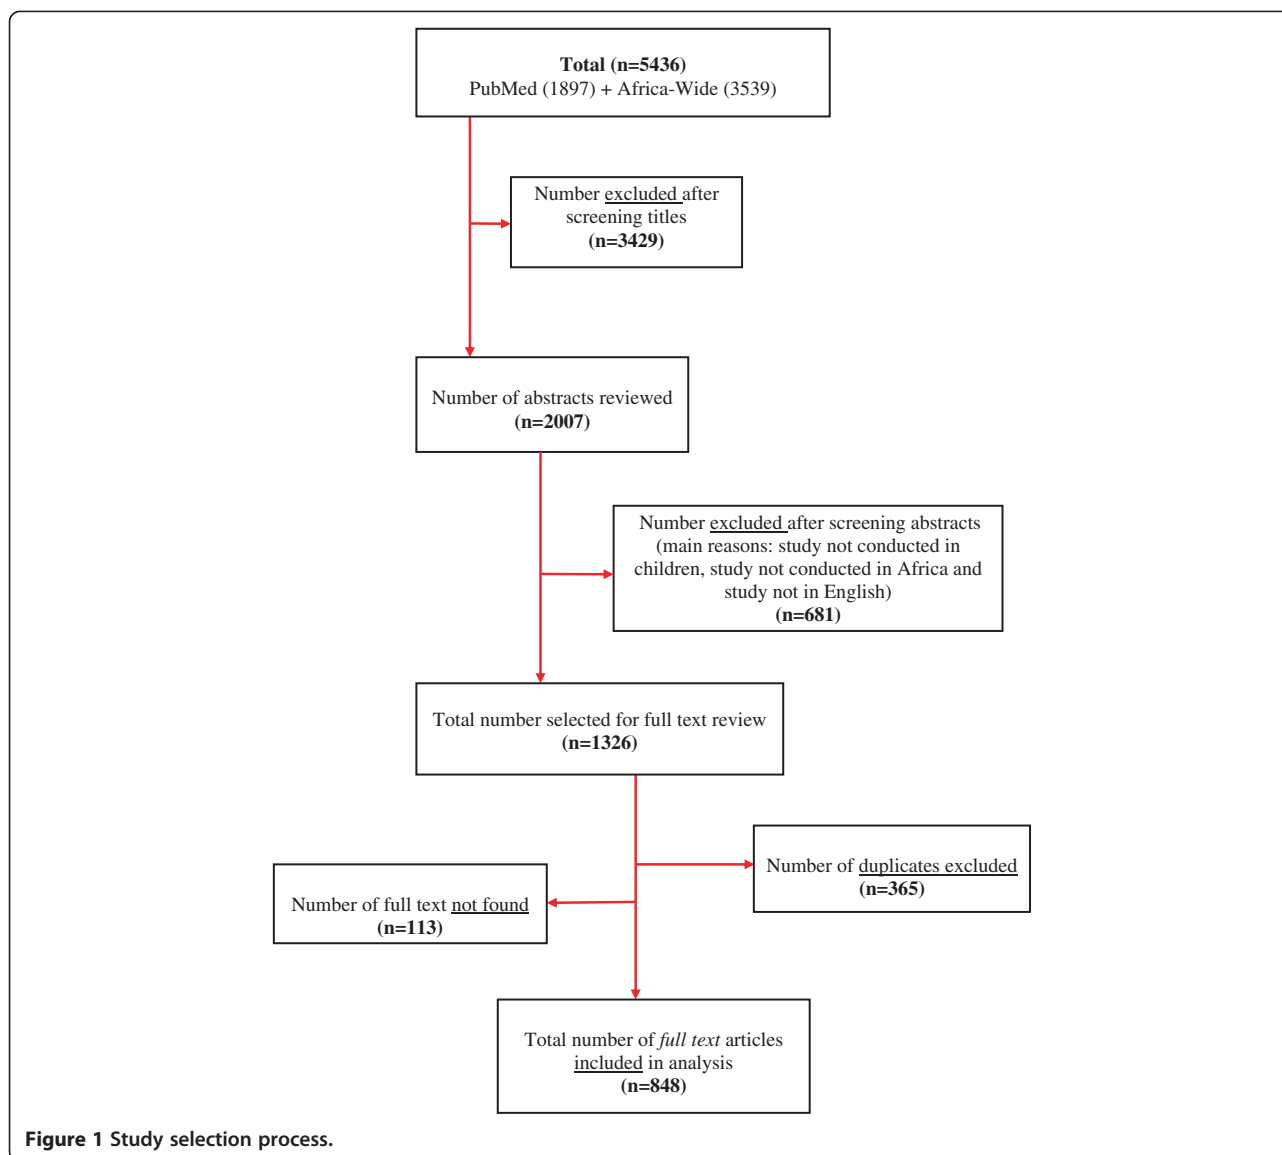 Total (n=5436)
PubMed (1897) + Africa-Wide (3539)
Number excluded after
screening titles
(n=3429)
Number of abstracts reviewed
(n=2007)
Number excluded after screening abstracts
(main reasons: study not conducted in
children, study not conducted in Africa and
study not in English)
(n=681)
Total number selected for full text review
(n=1326)
Number of duplicates excluded
(n=365)
Number of full text not found
(n=113)
Total number of full text articles
included in analysis
(n=848)
Figure 1 Study selection process.